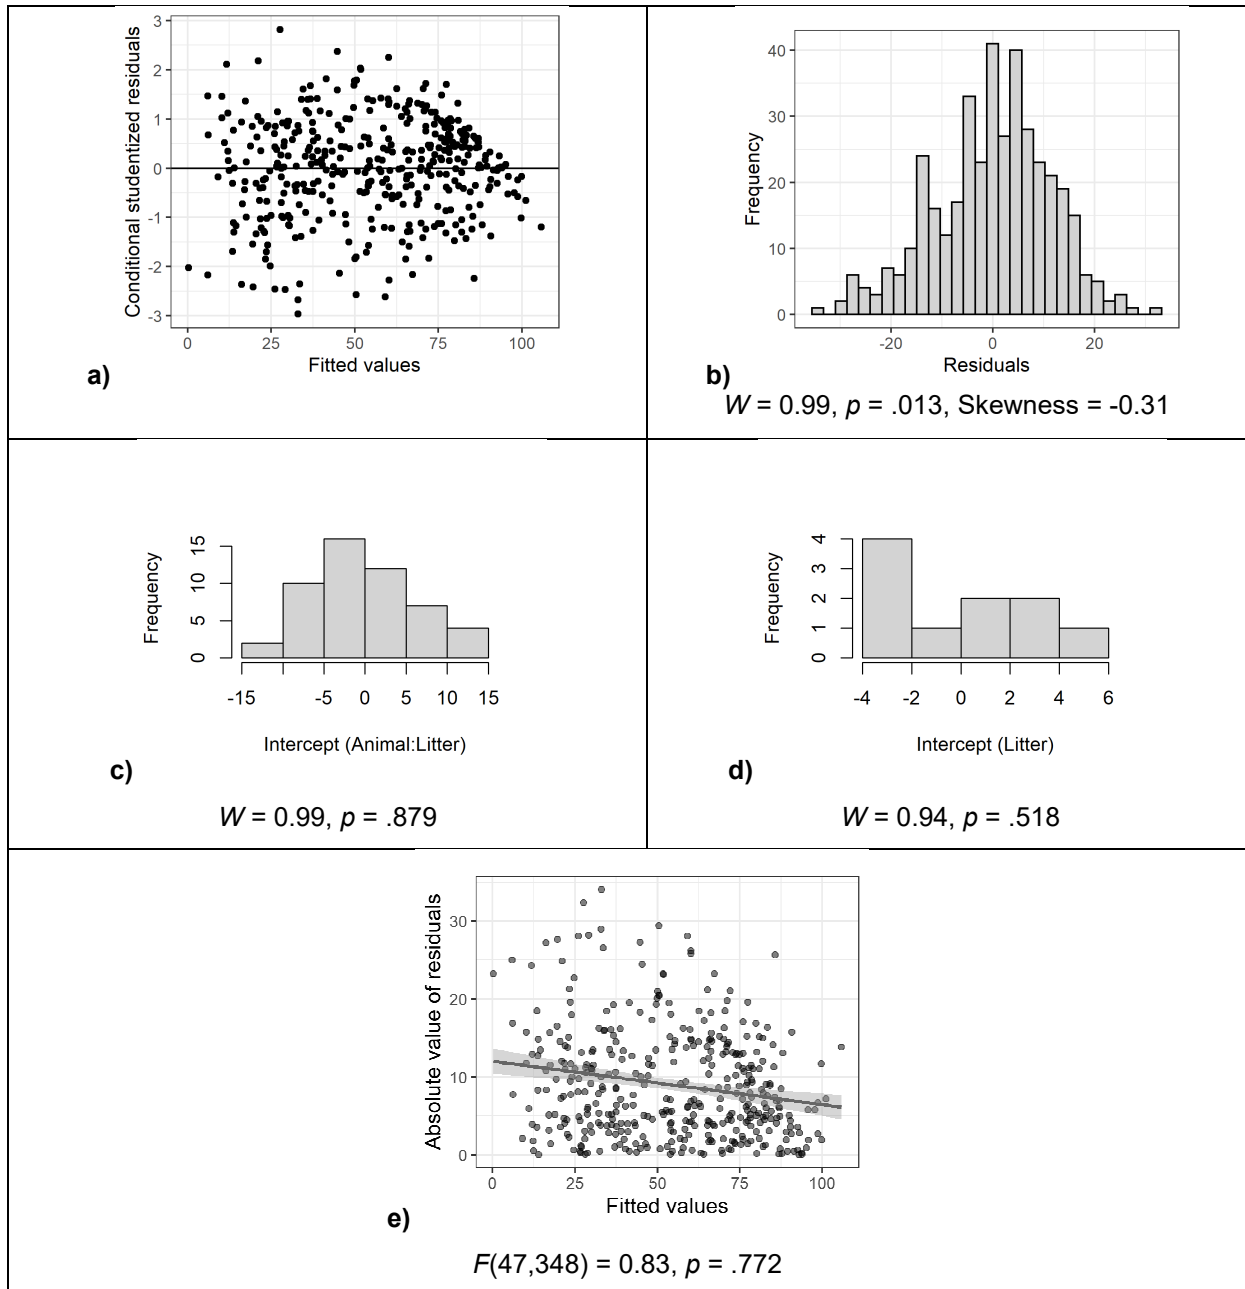 Conditional studentized residuals
3
2
1
0
-1
-2
-3
0 25 50 75 100
Fitted values
a)
Frequency
40
30
20
10
0
-20 0 20
Residuals
b)
W = 0.99, p = .013, Skewness = -0.31
Frequency
15
10
5
0
-15 -5 0 5 10 15
Intercept (Animal:Litter)
c)
W = 0.99, p = .879
Frequency
4
3
2
1
0
-4 -2 0 2 4 6
Intercept (Litter)
d)
W = 0.94, p = .518
Absolute value of residuals
30
20
10
0
0 25 50 75 100
Fitted values
e)
F(47,348) = 0.83, p = .772